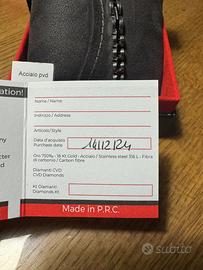 Acciaio pvd
ation!
Nome / Name
Indirizzo / Address
Articolo/Style
Data d'acquisto
Purchase date
14/12/24
Oro 750‰ - 18 Kt Gold - Acciaio / Stainless steel 316 L - Fibra
di carbonio / Carbon fibre
Diamanti CVD
CVD Diamonds
Kt Diamanti
Diamonds Kt
Made in P.R.C.
subito